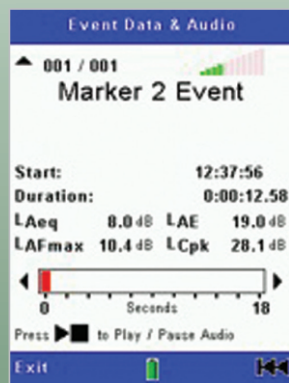 Event Data & Audio
001 / 001
Marker 2 Event
Start: 12:37:56
Duration: 0:00:12.58
LAeq 8.0 dB LAE 19.0 dB
LAFmax 10.4 dB LCpk 28.1 dB
0 Seconds 18
Press to Play / Pause Audio
Exit